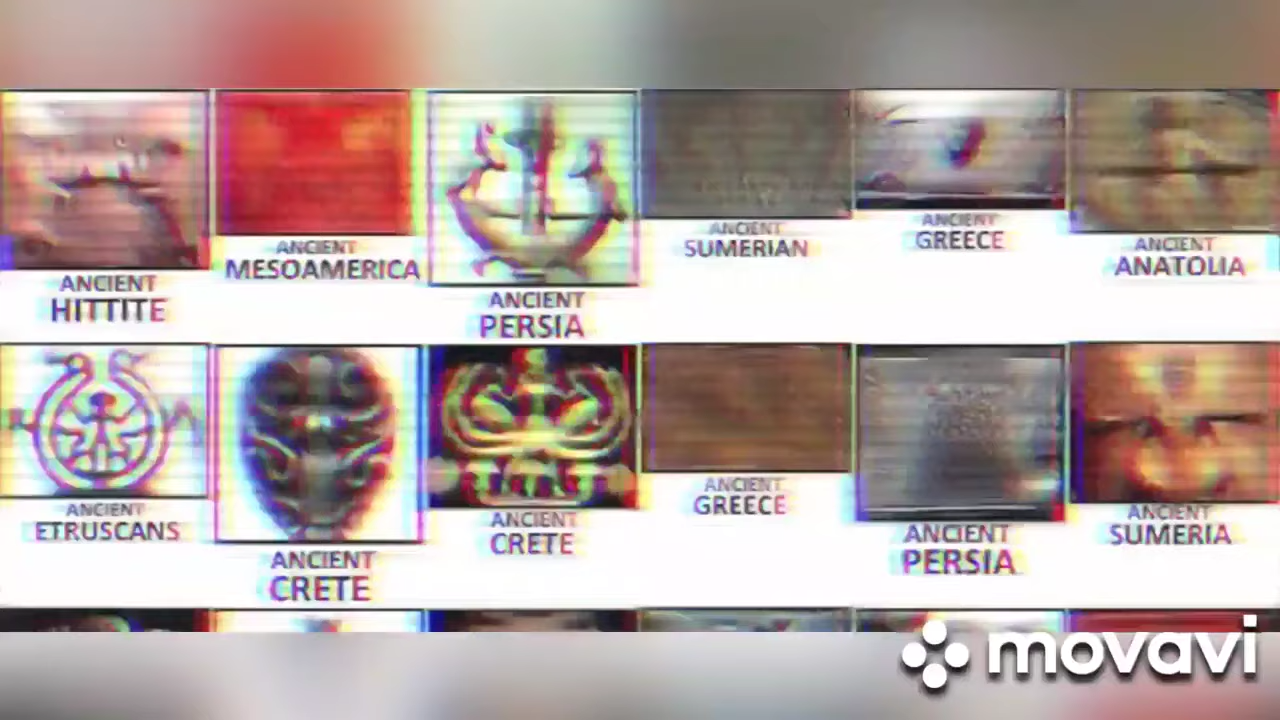 ANCIENT
HITTITE
ANCIENT
MESOAMERICA
ANCIENT
PERSIA
ANCIENT
SUMERIAN
ANCIENT
GREECE
ANCIENT
ANATOLIA
ANCIENT
ETRUSCANS
ANCIENT
CRETE
ANCIENT
CRETE
ANCIENT
GREECE
ANCIENT
PERSIA
ANCIENT
SUMERIA
movavi